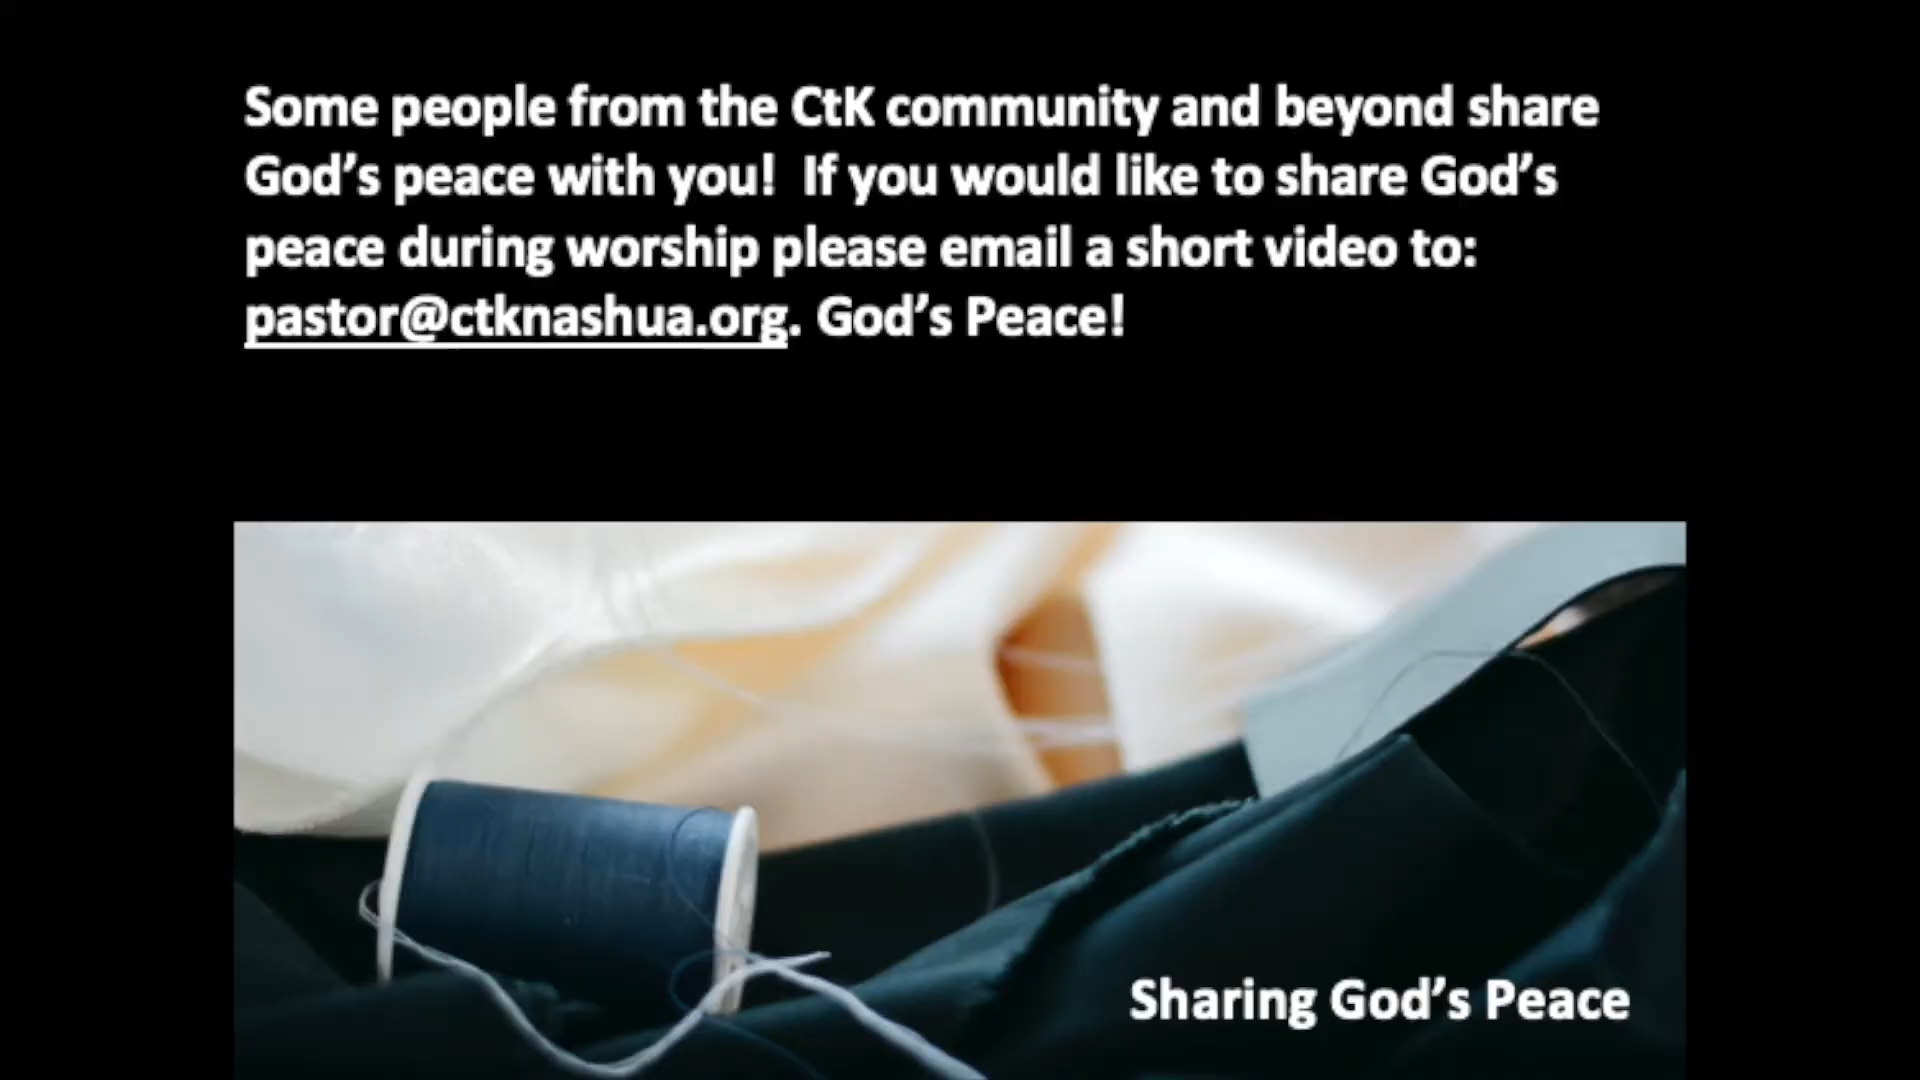 Some people from the CtK community and beyond share
God’s peace with you!  If you would like to share God’s
peace during worship please email a short video to:
pastor@ctknashua.org. God’s Peace!
Sharing God’s Peace